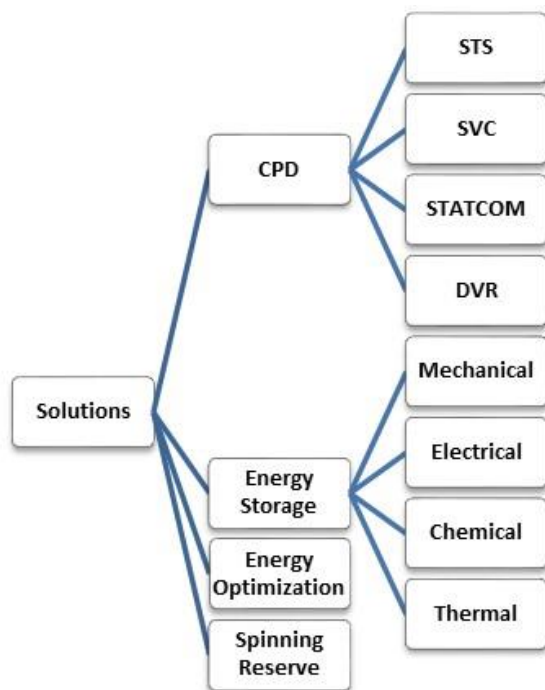 Solutions
CPD
STS
SVC
STATCOM
DVR
Energy
Storage
Mechanical
Electrical
Chemical
Thermal
Energy
Optimization
Spinning
Reserve